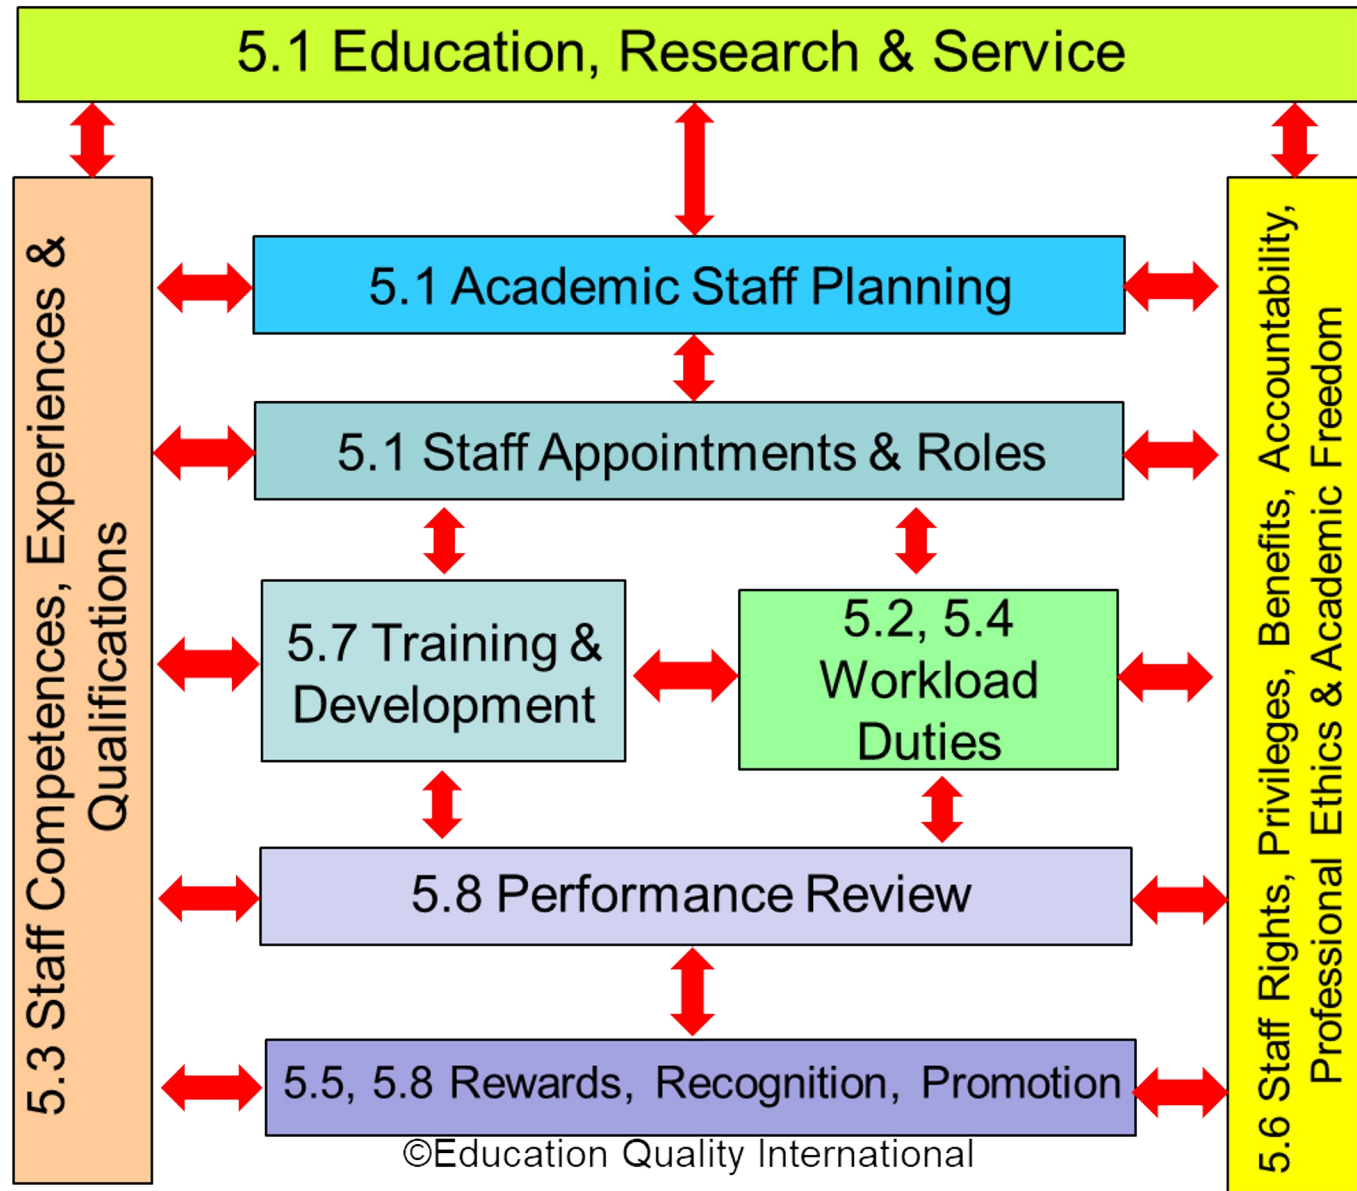 5.1 Education, Research & Service
5.3 Staff Competences, Experiences &
Qualifications
5.1 Academic Staff Planning
5.1 Staff Appointments & Roles
5.7 Training &
Development
5.2, 5.4
Workload
Duties
5.8 Performance Review
5.5, 5.8 Rewards, Recognition, Promotion
5.6 Staff Rights, Privileges, Benefits, Accountability,
Professional Ethics & Academic Freedom
©Education Quality International